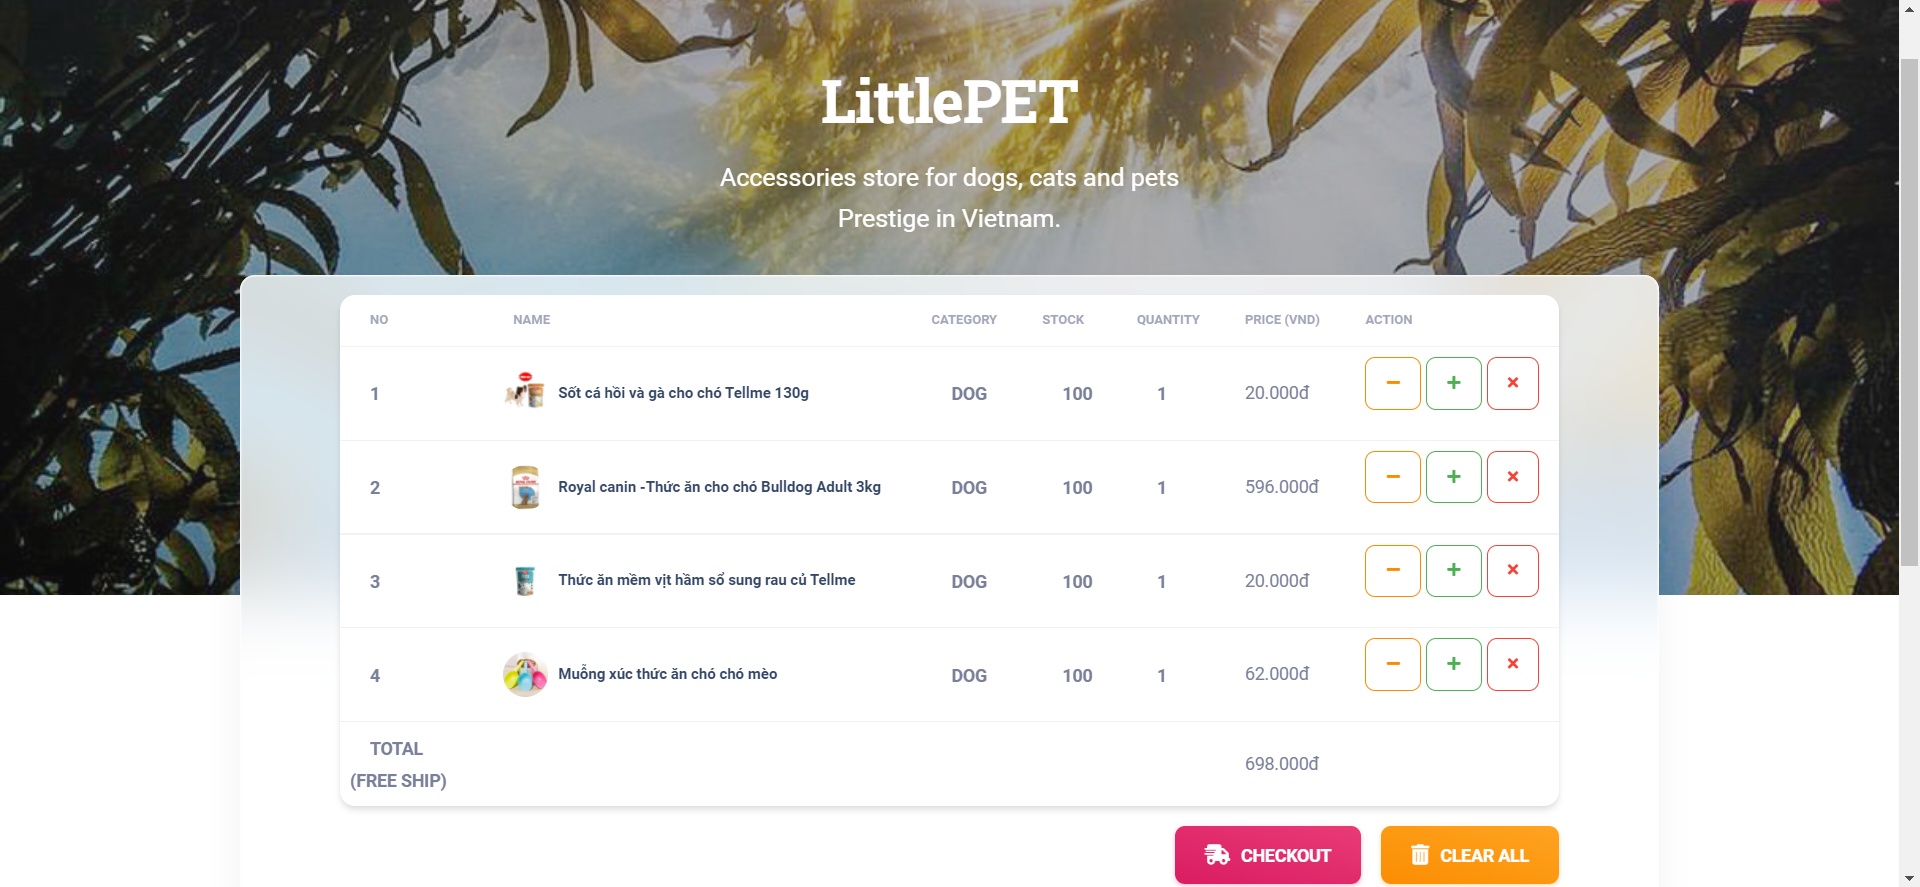 LittlePET
Accessories store for dogs, cats and pets
Prestige in Vietnam.
NO NAME CATEGORY STOCK QUANTITY PRICE (VND) ACTION
1 Sốt cá hồi và gà cho chó Tellme 130g DOG 100 1 20.000đ
2 Royal canin -Thức ăn cho chó Bulldog Adult 3kg DOG 100 1 596.000đ
3 Thức ăn mềm vịt hầm sổ sung rau củ Tellme DOG 100 1 20.000đ
4 Muỗng xúc thức ăn chó chó mèo DOG 100 1 62.000đ
TOTAL
(FREE SHIP) 698.000đ
CHECKOUT CLEAR ALL